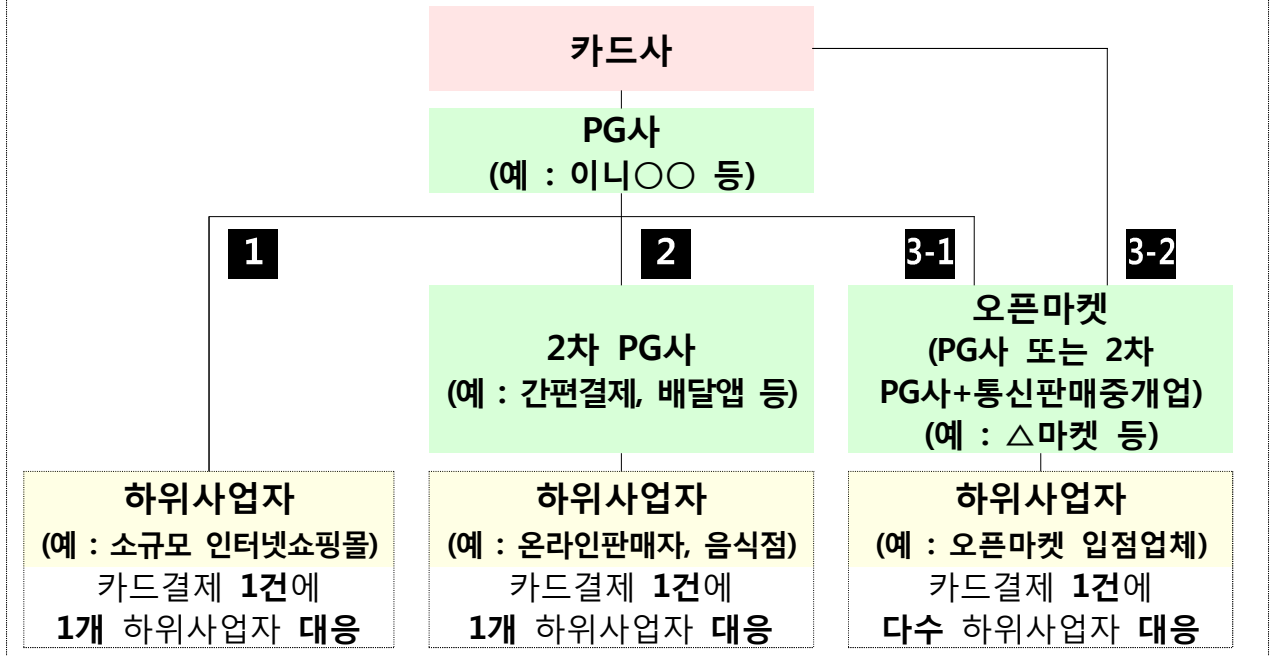 카드사
PG사
(예 : 이니○○ 등)
1
2
3-1
3-2
2차 PG사
(예 : 간편결제, 배달앱 등)
오픈마켓
(PG사 또는 2차
PG사+통신판매중개업)
(예 : △마켓 등)
하위사업자
(예 : 소규모 인터넷쇼핑몰)
카드결제 1건에
1개 하위사업자 대응
하위사업자
(예 : 온라인판매자, 음식점)
카드결제 1건에
1개 하위사업자 대응
하위사업자
(예 : 오픈마켓 입점업체)
카드결제 1건에
다수 하위사업자 대응